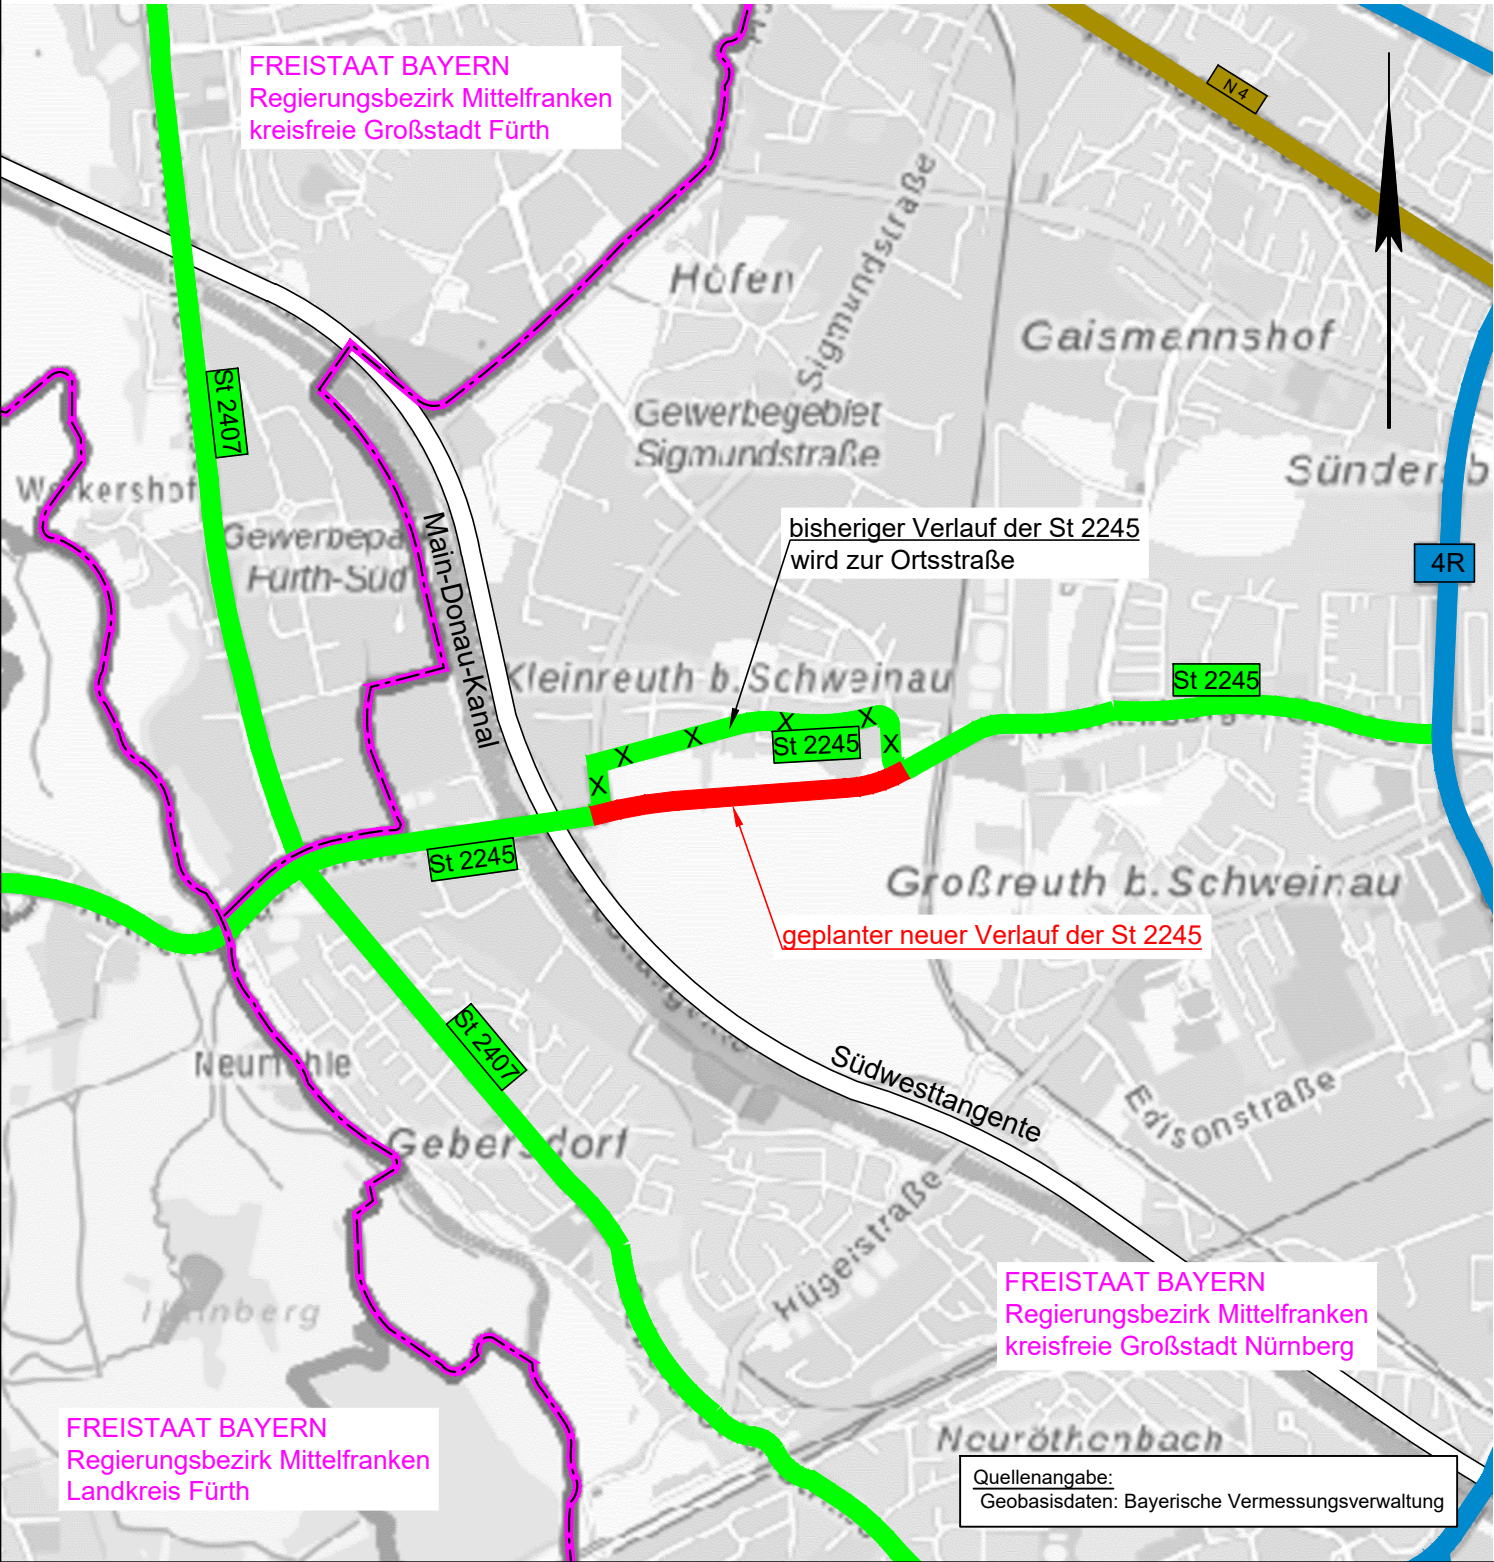 FREISTAAT BAYERN
Regierungsbezirk Mittelfranken
kreisfreie Großstadt Fürth
N 4
Sigmundstraße
Höfen
Gaismannshof
St 2407
Gewerbegebiet
Sigmundstraße
Fürth-Süd
Main-Donau-Kanal
bisheriger Verlauf der St 2245
wird zur Ortsstraße
4R
Kleinreuth b. Schweinau
St 2245
X X X X X X
St 2245
St 2245
Großreuth b. Schweinau
geplanter neuer Verlauf der St 2245
St 2407
Südwesttangente
Edisonstraße
Gebersdorf
Hügelstraße
FREISTAAT BAYERN
Regierungsbezirk Mittelfranken
kreisfreie Großstadt Nürnberg
FREISTAAT BAYERN
Regierungsbezirk Mittelfranken
Landkreis Fürth
Neuröthenbach
Quellenangabe:
Geobasisdaten: Bayerische Vermessungsverwaltung